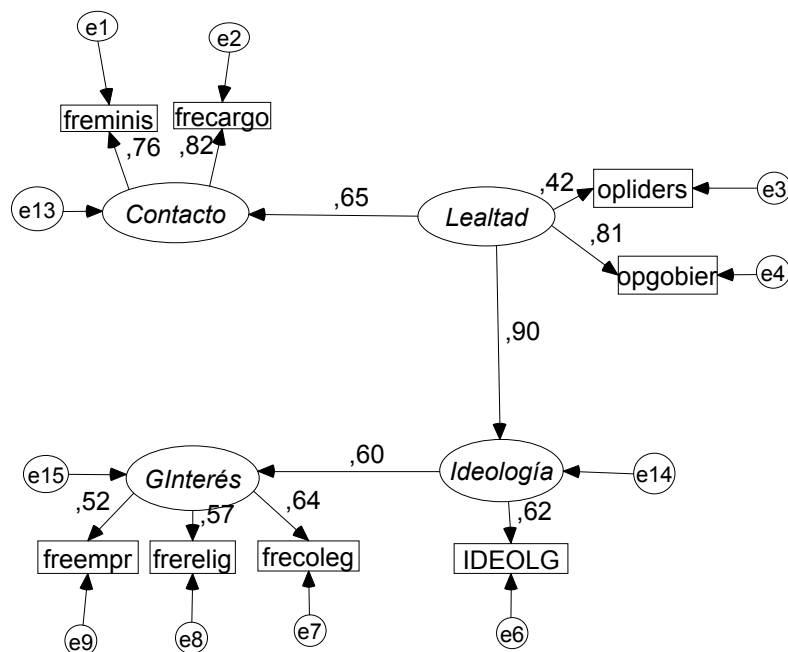 e1
e2
freminis
frecargo
,76
,82
e13
Contacto
,65
Lealtad
,42
opliders
e3
,81
opgobier
e4
,90
e15
GInterés
,60
Ideología
e14
,52
,57
,64
,62
freempr
frerelig
frecoleg
IDEOLG
e9
e8
e7
e6